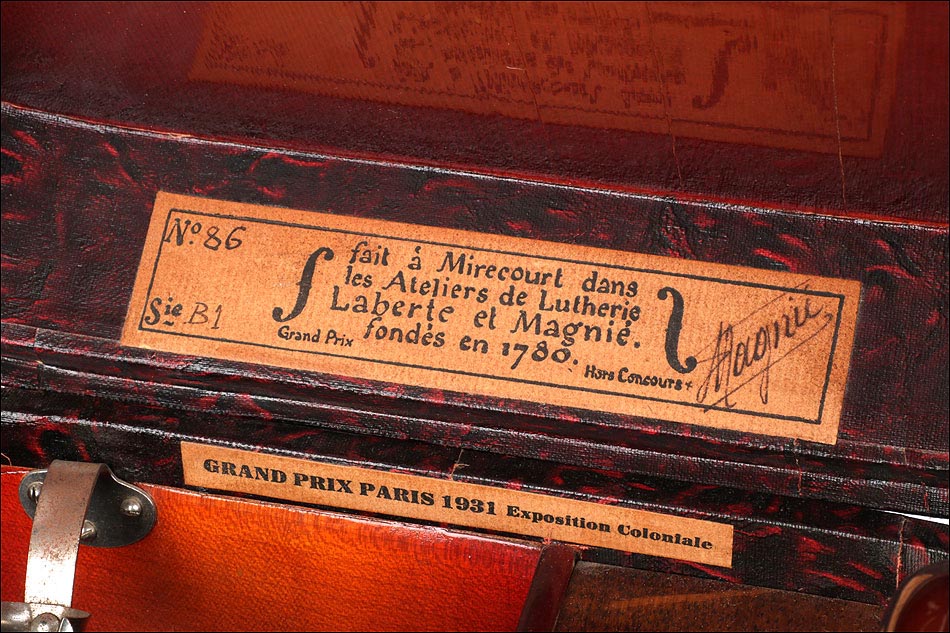 Nº 86
Sie B1
fait à Mirecourt dans
les Ateliers de Lutherie
Laberte et Magnié.
fondés en 1780.
Grand Prix
Hors Concours
Magnié
GRAND PRIX PARIS 1931 Exposition Coloniale